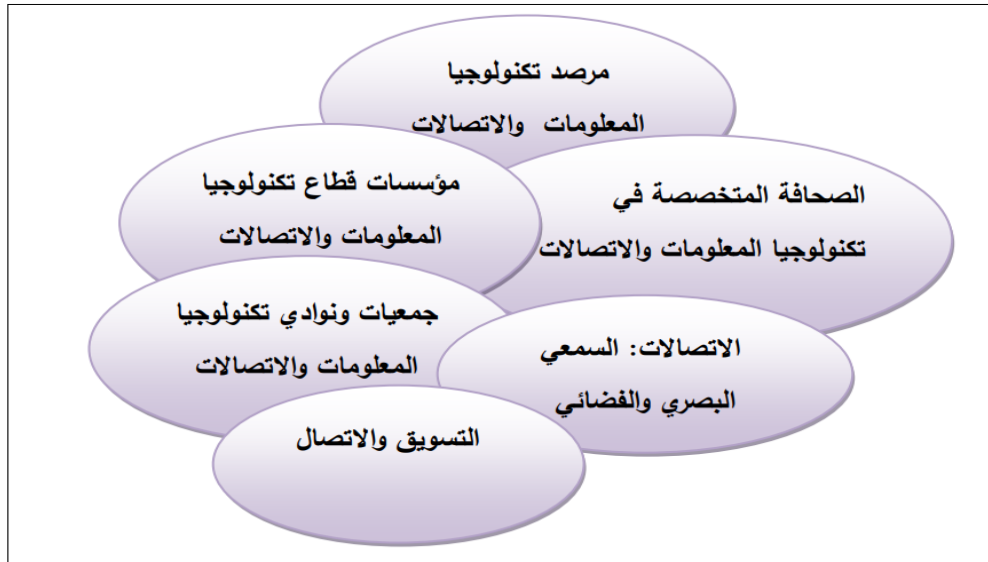 مرصد تكنولوجيا
المعلومات والاتصالات
الصحافة المتخصصة في
تكنولوجيا المعلومات والاتصالات
مؤسسات قطاع تكنولوجيا
المعلومات والاتصالات
جمعيات ونوادي تكنولوجيا
المعلومات والاتصالات
الاتصالات: السمعي
البصري والفضائي
التسويق والاتصال